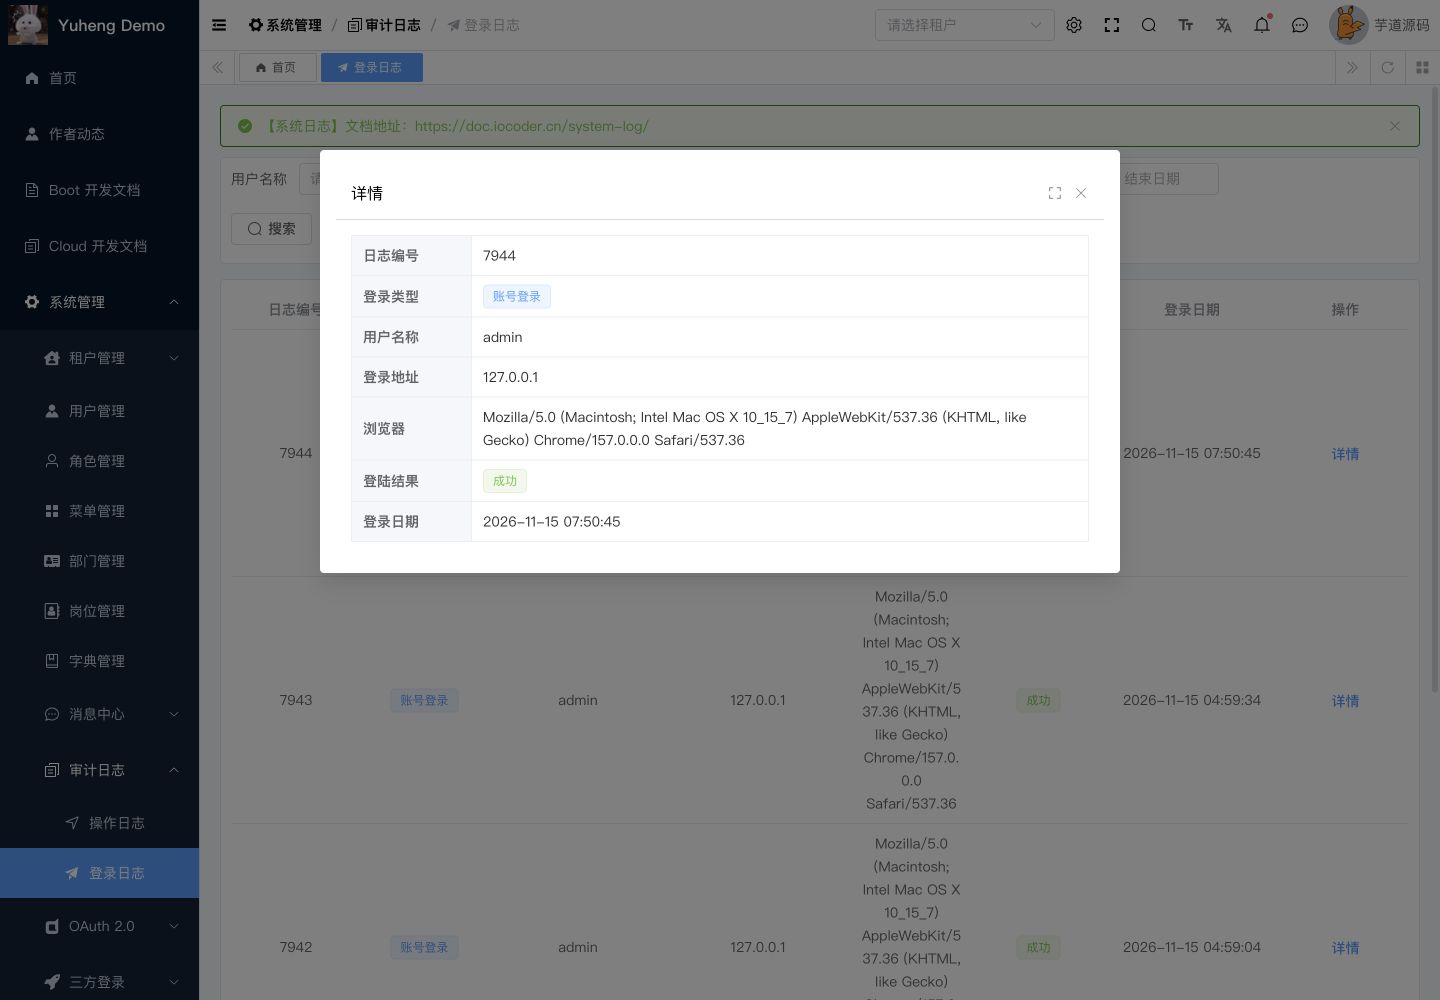 Yuheng Demo
首页
作者动态
Boot 开发文档
Cloud 开发文档
系统管理
租户管理
用户管理
角色管理
菜单管理
部门管理
岗位管理
字典管理
消息中心
审计日志
操作日志
登录日志
OAuth 2.0
三方登录
系统管理 / 审计日志 / 登录日志
请选择租户
芋道源码
首页
登录日志
【系统日志】文档地址：https://doc.iocoder.cn/system-log/
用户名称
请
结束日期
搜索
日志编号
登录日期
操作
7944
2026-11-15 07:50:45
详情
详情
日志编号
7944
登录类型
账号登录
用户名称
admin
登录地址
127.0.0.1
浏览器
Mozilla/5.0 (Macintosh; Intel Mac OS X 10_15_7) AppleWebKit/537.36 (KHTML, like
Gecko) Chrome/157.0.0.0 Safari/537.36
登陆结果
成功
登录日期
2026-11-15 07:50:45
7943
账号登录
admin
127.0.0.1
Mozilla/5.0
(Macintosh;
Intel Mac OS X
10_15_7)
AppleWebKit/5
37.36 (KHTML,
like Gecko)
Chrome/157.0.
0.0
Safari/537.36
成功
2026-11-15 04:59:34
详情
7942
账号登录
admin
127.0.0.1
Mozilla/5.0
(Macintosh;
Intel Mac OS X
10_15_7)
AppleWebKit/5
37.36 (KHTML,
like Gecko)
成功
2026-11-15 04:59:04
详情